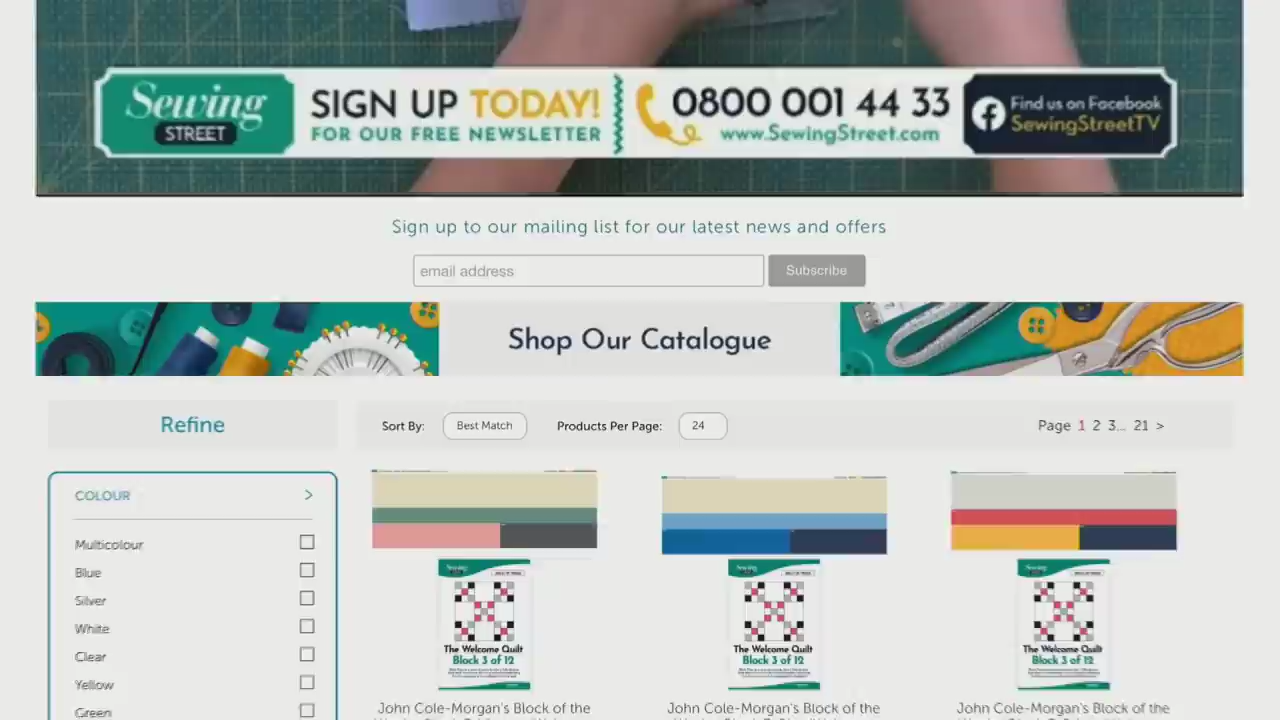 Sewing
STREET
SIGN UP TODAY!
FOR OUR FREE NEWSLETTER
0800 001 44 33
www.SewingStreet.com
Find us on Facebook
SewingStreetTV
Sign up to our mailing list for our latest news and offers
email address
Subscribe
Shop Our Catalogue
Refine
Sort By: Best Match Products Per Page: 24
Page 1 2 3... 21 >
COLOUR >
Multicolour
Blue
Silver
White
Clear
Yellow
Green
The Welcome Quilt
Block 3 of 12
John Cole-Morgan's Block of the
The Welcome Quilt
Block 3 of 12
John Cole-Morgan's Block of the
The Welcome Quilt
Block 3 of 12
John Cole-Morgan's Block of the